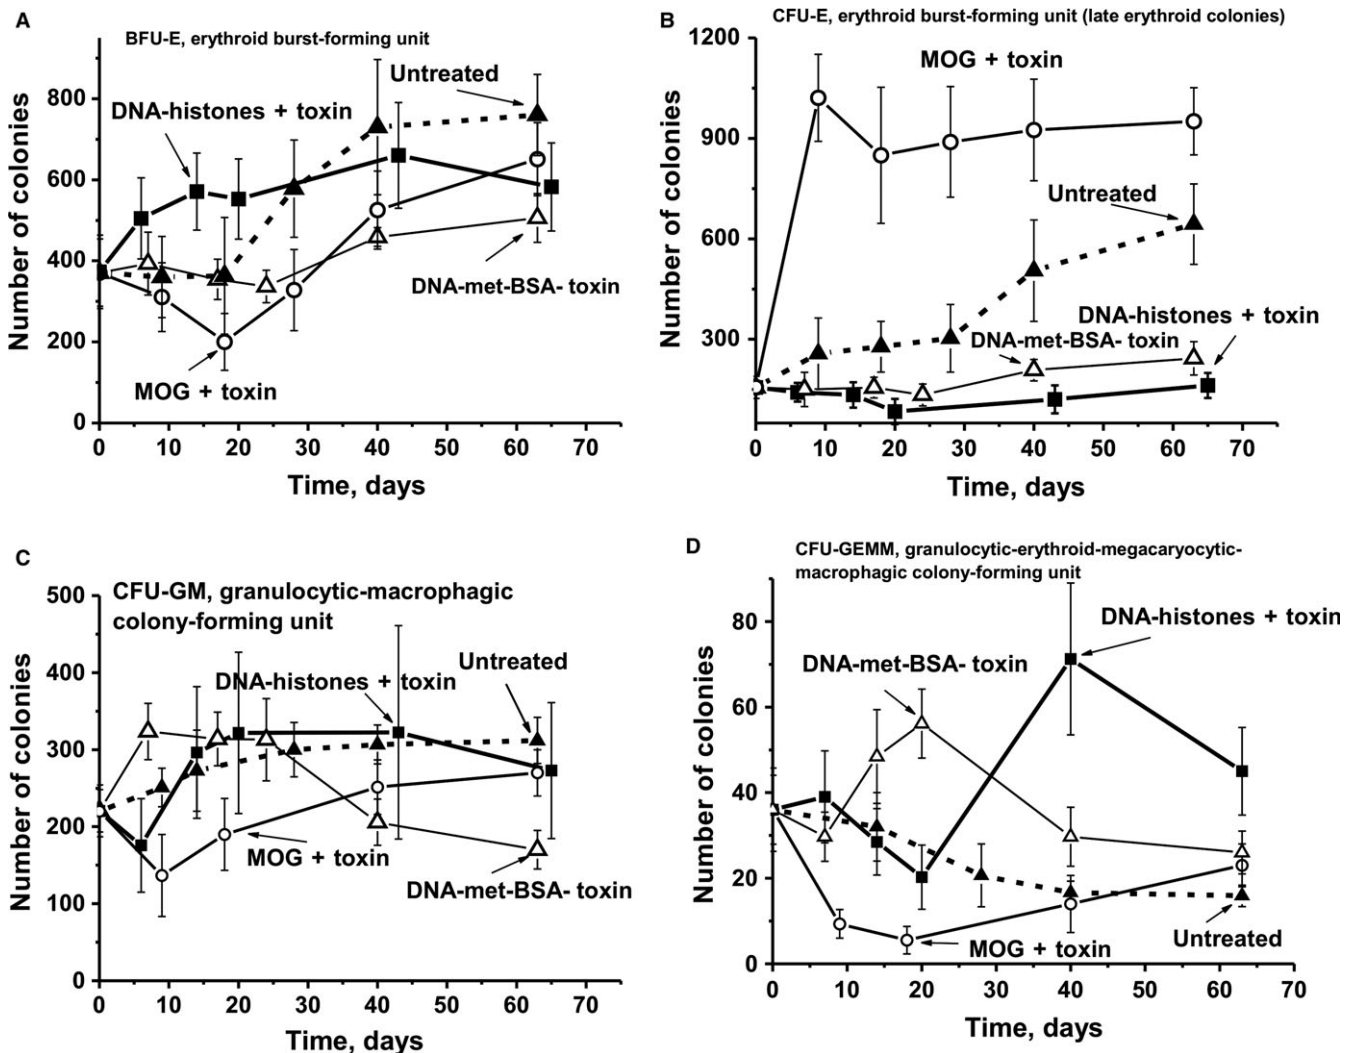 A
BFU-E, erythroid burst-forming unit
Number of colonies
800
600
400
200
0
DNA-histones + toxin
Untreated
DNA-met-BSA- toxin
MOG + toxin
0 10 20 30 40 50 60 70
Time, days
B
CFU-E, erythroid burst-forming unit (late erythroid colonies)
Number of colonies
1200
900
600
300
MOG + toxin
Untreated
DNA-histones + toxin
DNA-met-BSA- toxin
0 10 20 30 40 50 60 70
Time, days
C
CFU-GM, granulocytic-macrophagic
colony-forming unit
Number of colonies
500
400
300
200
100
0
Untreated
DNA-histones + toxin
MOG + toxin
DNA-met-BSA- toxin
0 10 20 30 40 50 60 70
Time, days
D
CFU-GEMM, granulocytic-erythroid-megacaryocytic-
macrophagic colony-forming unit
Number of colonies
80
60
40
20
0
DNA-histones + toxin
DNA-met-BSA- toxin
MOG + toxin
Untreated
0 10 20 30 40 50 60 70
Time, days